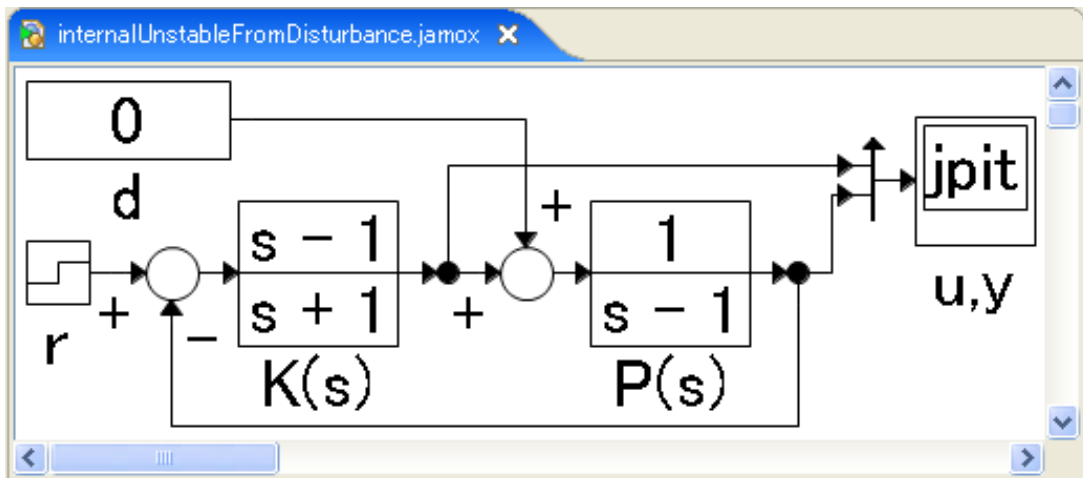 internalUnstableFromDisturbance.jamox
0
d
jpit
u,y
+
r
+
−
s − 1
s + 1
K(s)
+
1
s − 1
P(s)